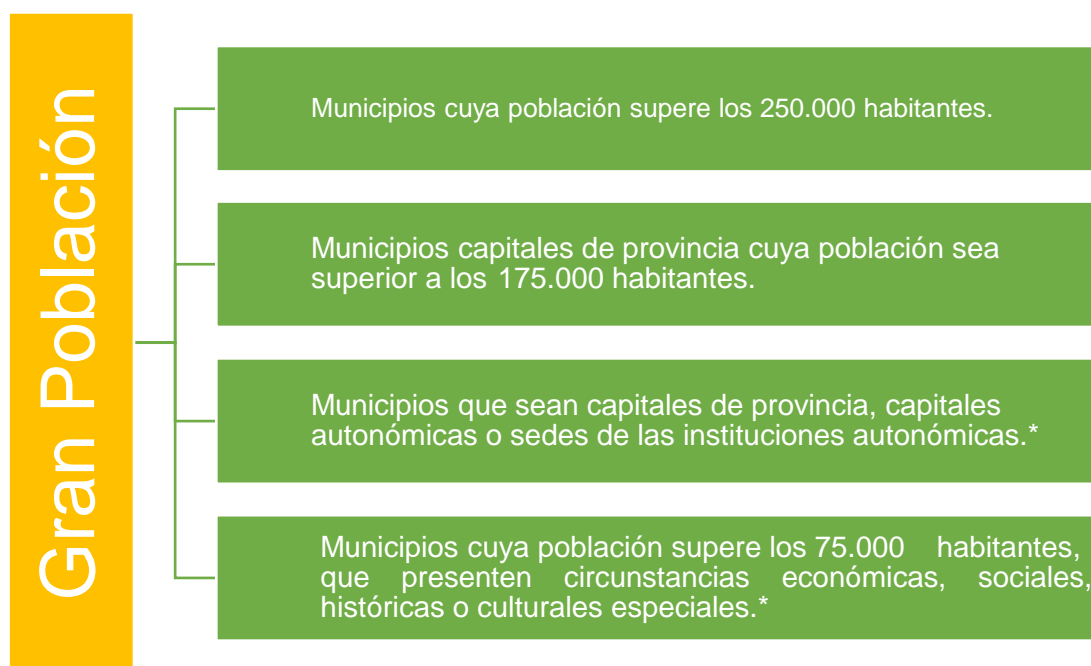 Gran Población
Municipios cuya población supere los 250.000 habitantes.
Municipios capitales de provincia cuya población sea
superior a los 175.000 habitantes.
Municipios que sean capitales de provincia, capitales
autonómicas o sedes de las instituciones autonómicas.*
Municipios cuya población supere los 75.000 habitantes,
que presenten circunstancias económicas, sociales,
históricas o culturales especiales.*